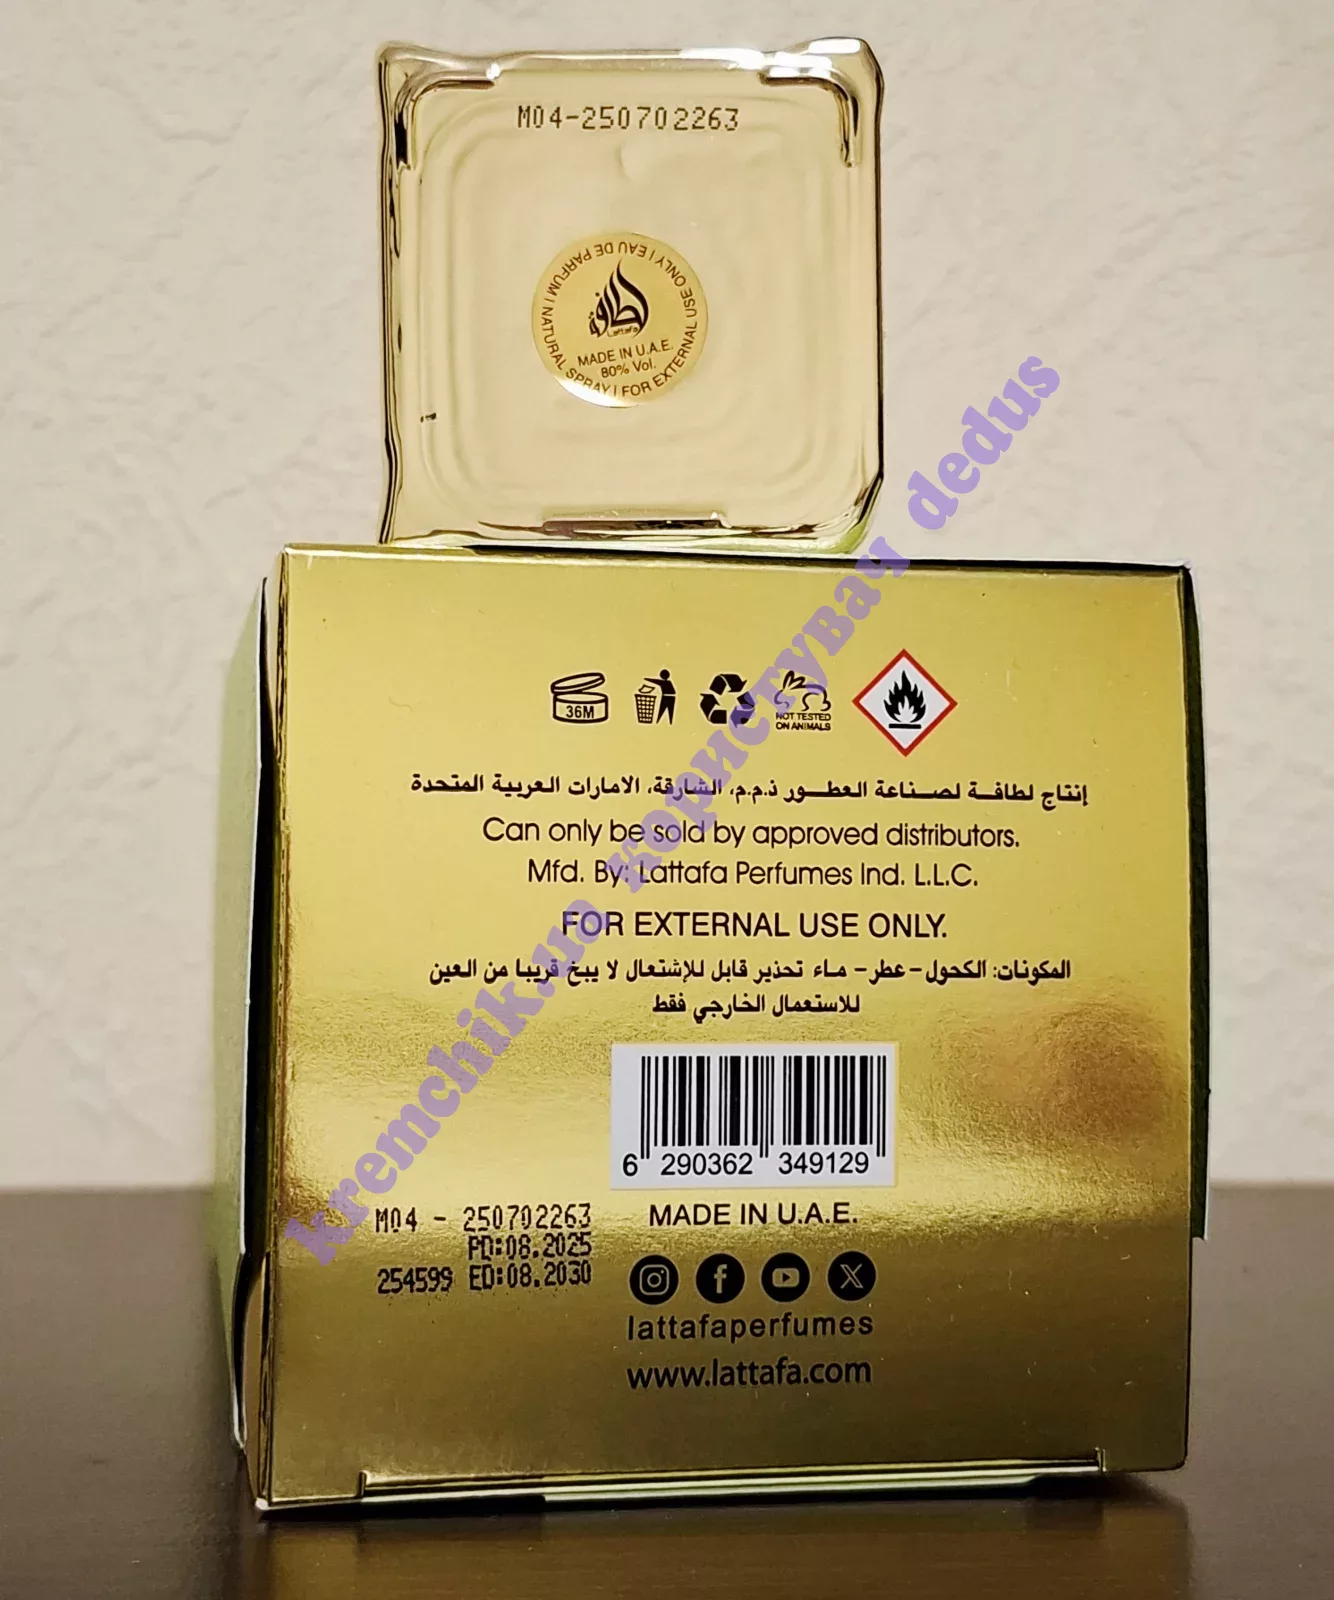 M04-250702263
NATURAL SPRAY | FOR EXTERNAL USE ONLY | EAU DE PARFUM |
لطافة
Lattafa
MADE IN U.A.E.
80% Vol.
36M
NOT TESTED
ON ANIMALS
إنتاج لطافة لصناعة العطور ذ.م.م، الشارقة، الامارات العربية المتحدة
Can only be sold by approved distributors.
Mfd. By: Lattafa Perfumes Ind. L.L.C.
FOR EXTERNAL USE ONLY.
المكونات: الكحول - عطر - ماء تحذير قابل للإشتعال لا يبخ قريبا من العين
للاستعمال الخارجي فقط
6 290362 349129
MADE IN U.A.E.
M04 - 250702263
PD:08.2025
254599 ED:08.2030
lattafaperfumes
www.lattafa.com
kremchik.ua користувач dedus